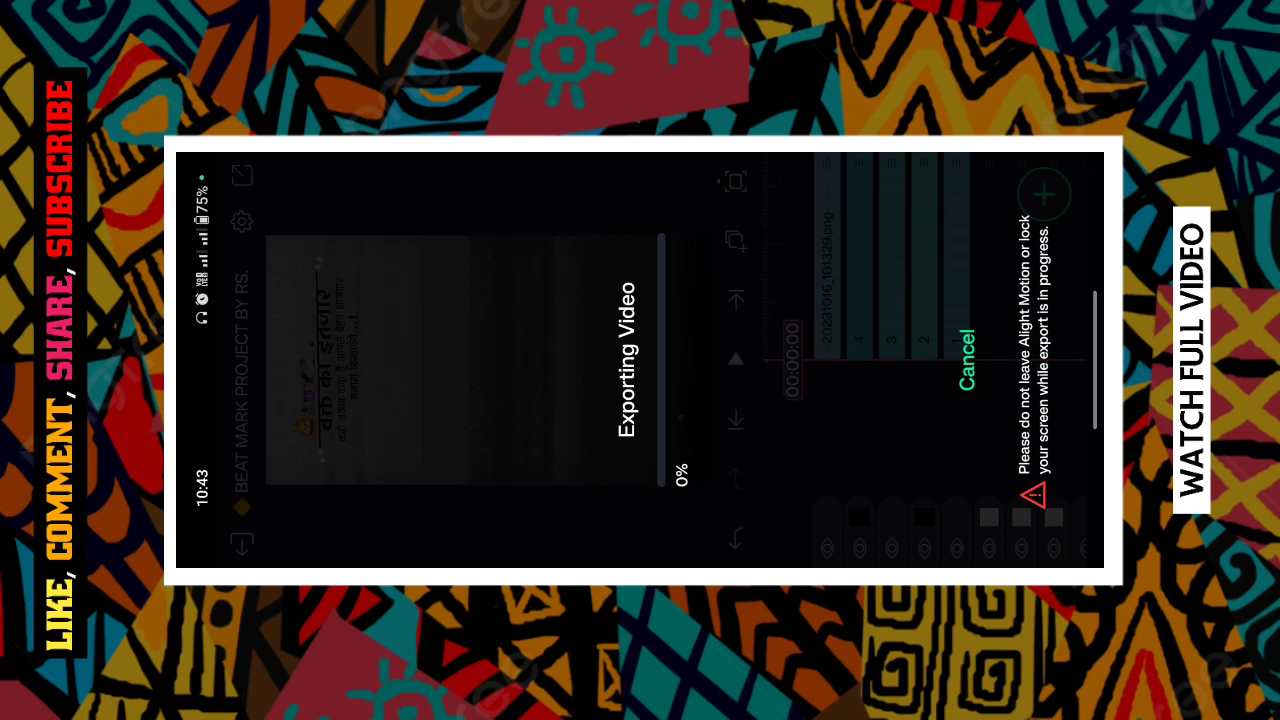 LIKE, COMMENT, SHARE, SUBSCRIBE
10:43
75%
BEAT MARK PROJECT BY RS.
वक्त का इंतजार
Exporting Video
0%
00:00:00
20231016_101329.png
4
3
2
1
Cancel
Please do not leave Alight Motion or lock
your screen while export is in progress.
WATCH FULL VIDEO